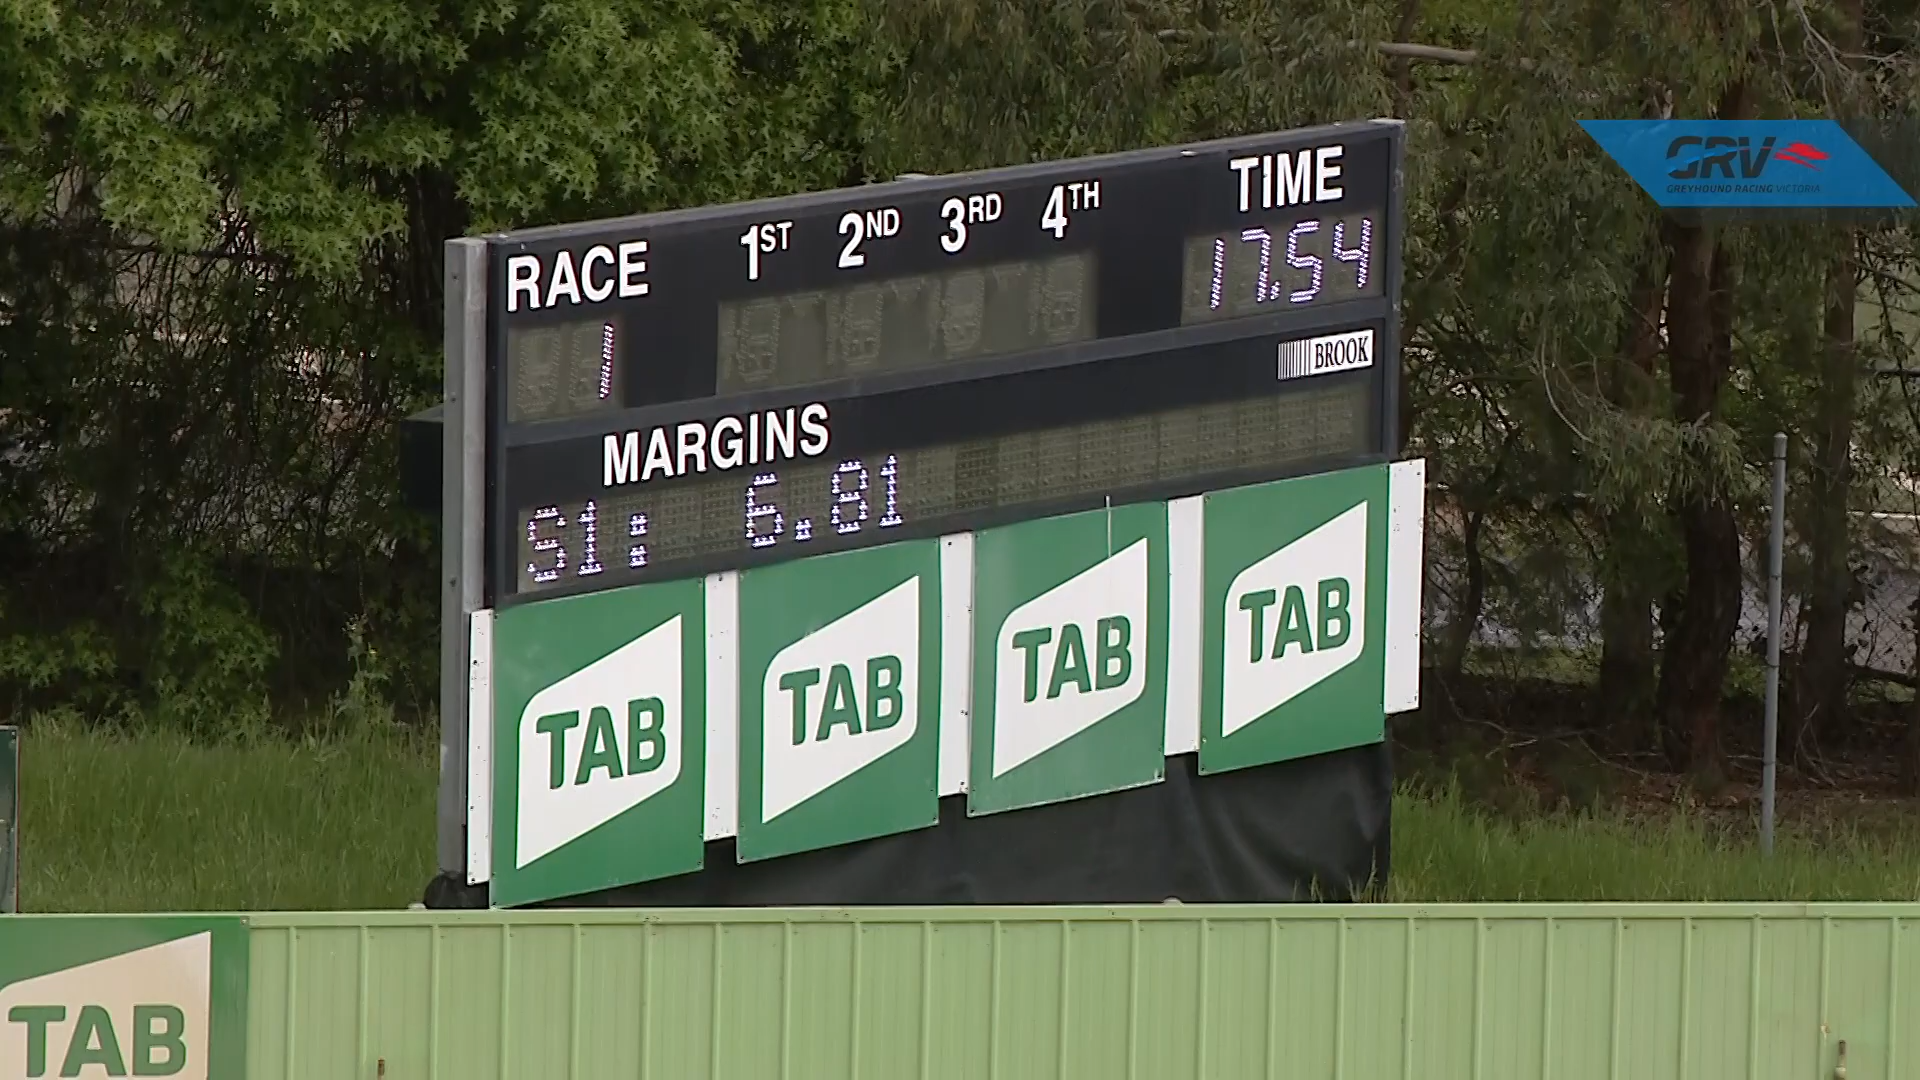 GRV
GREYHOUND RACING VICTORIA
RACE 1ST 2ND 3RD 4TH TIME
1 17.54
BROOK
MARGINS
S1: 6.81
TAB TAB TAB TAB
TAB